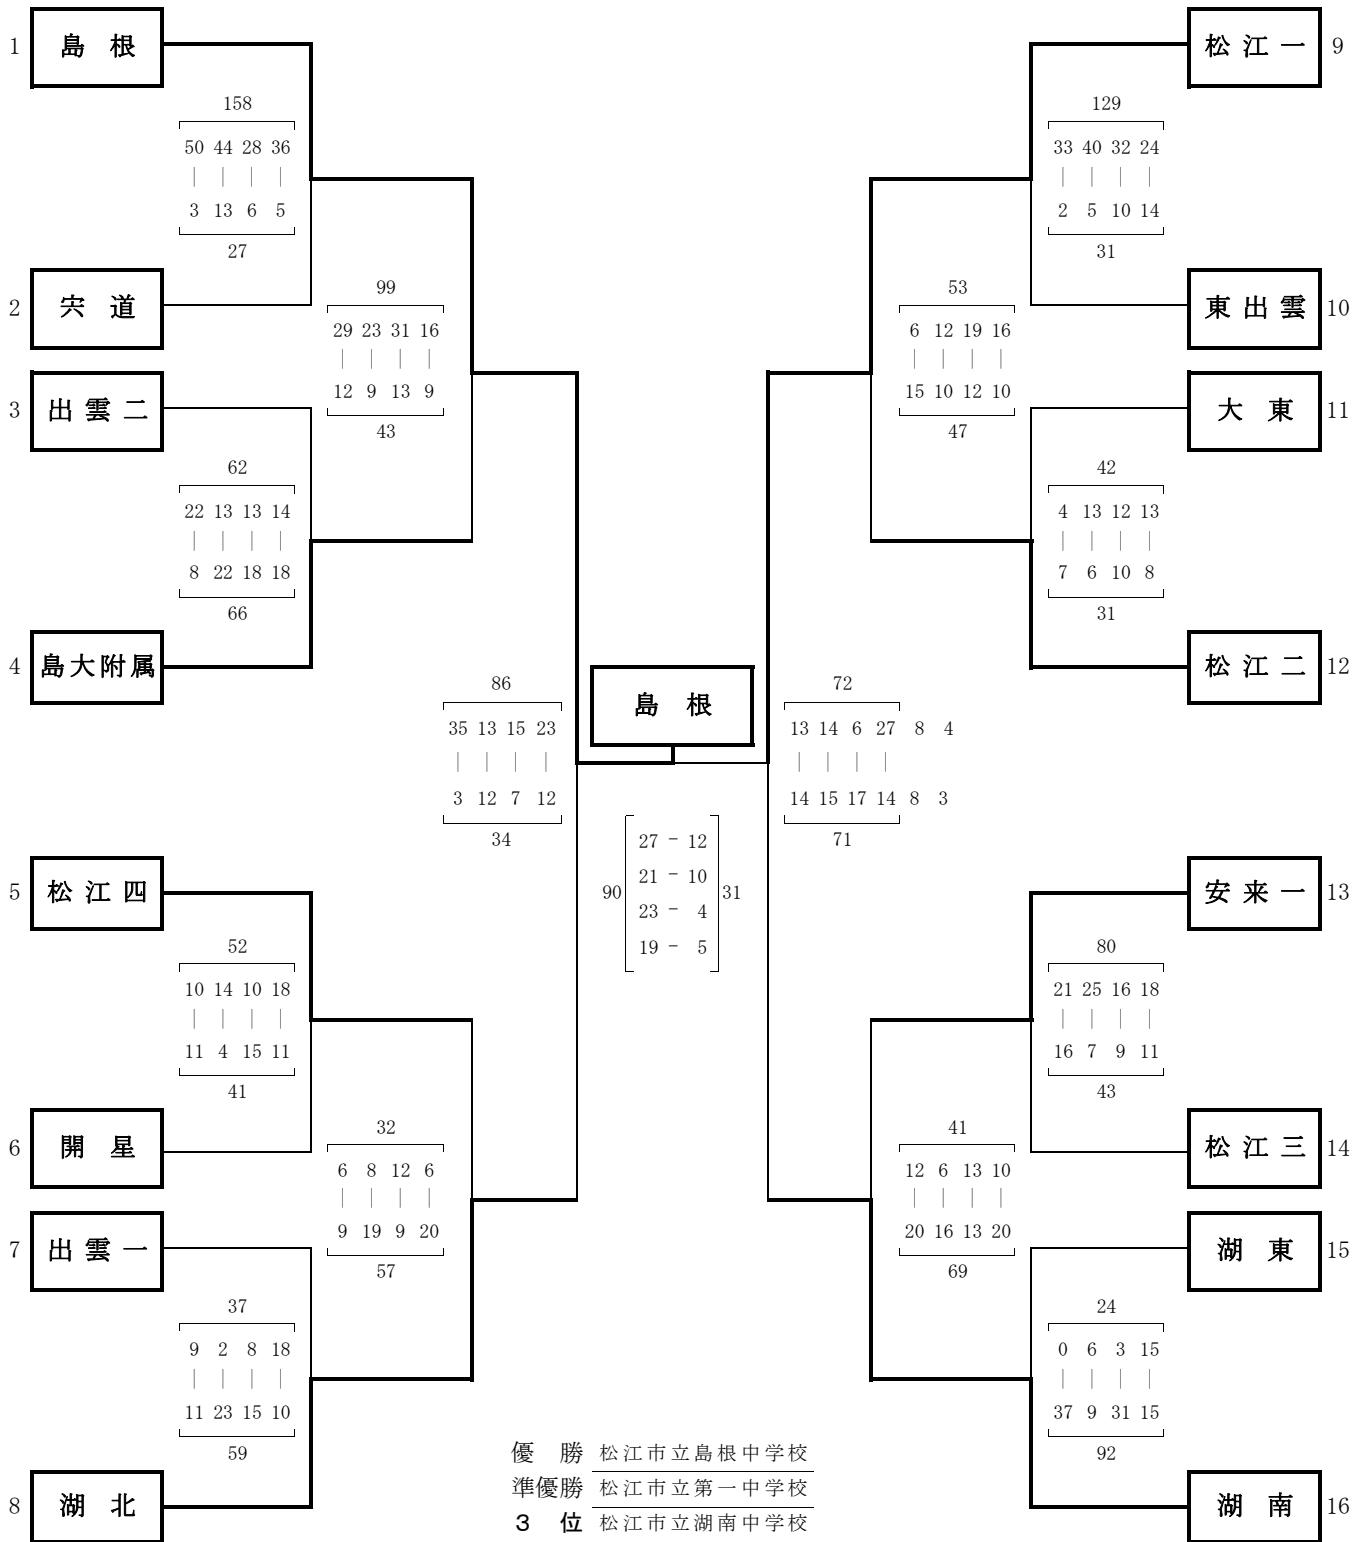 1 島根
松江一 9
158
50 44 28 36
| | | |
3 13 6 5
27
129
33 40 32 24
| | | |
2 5 10 14
31
2 宍道
東出雲 10
99
29 23 31 16
| | | |
12 9 13 9
43
53
6 12 19 16
| | | |
15 10 12 10
47
3 出雲二
大東 11
62
22 13 13 14
| | | |
8 22 18 18
66
42
4 13 12 13
| | | |
7 6 10 8
31
4 島大附属
松江二 12
86
35 13 15 23
| | | |
3 12 7 12
34
島根
72
13 14 6 27 8 4
| | | |
14 15 17 14 8 3
71
27 - 12
21 - 10
90 31
23 - 4
19 - 5
5 松江四
安来一 13
52
10 14 10 18
| | | |
11 4 15 11
41
80
21 25 16 18
| | | |
16 7 9 11
43
6 開星
松江三 14
32
6 8 12 6
| | | |
9 19 9 20
57
41
12 6 13 10
| | | |
20 16 13 20
69
7 出雲一
湖東 15
37
9 2 8 18
| | | |
11 23 15 10
59
24
0 6 3 15
| | | |
37 9 31 15
92
8 湖北
湖南 16
優勝 松江市立島根中学校
準優勝 松江市立第一中学校
3位 松江市立湖南中学校